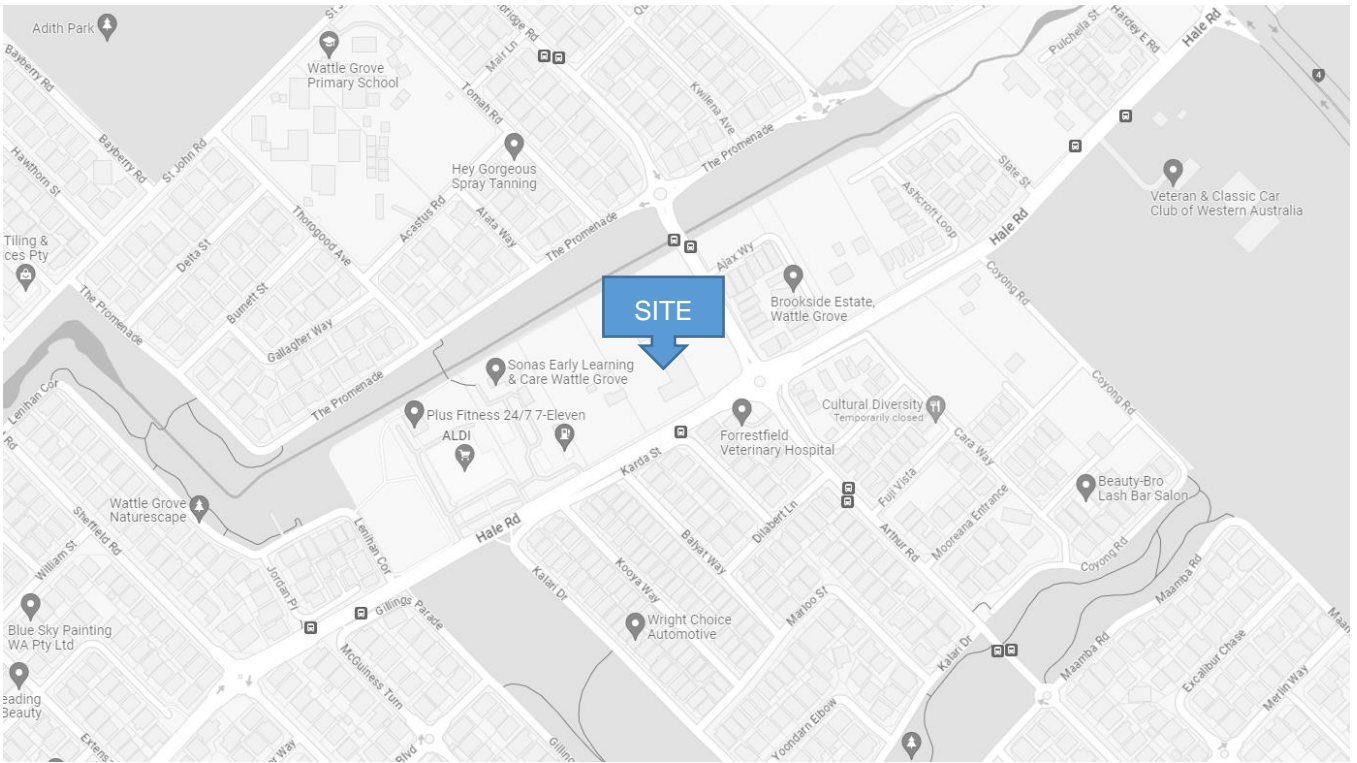 Adith Park
Bayberry Rd
Wattle Grove
Primary School
Mair Ln
Tomah Rd
Kwilena Ave
Pulchella St
Hardey E Rd
Hale Rd
4
Hawthorn St
Bayberry Rd
St John Rd
Hey Gorgeous
Spray Tanning
The Promenade
Slate St
Veteran & Classic Car
Club of Western Australia
Thorogood Ave
Acastus Rd
Alata Way
The Promenade
Ashcroft Loop
Hale Rd
Tiling &
ces Pty
Delta St
Burnett St
Ajax Wy
Coyong Rd
The Promenade
Gallagher Way
SITE
Brookside Estate,
Wattle Grove
Sonas Early Learning
& Care Wattle Grove
Lenihan Cor
The Promenade
Coyong Rd
Plus Fitness 24/7
7-Eleven
ALDI
Cultural Diversity
Temporarily closed
Forrestfield
Veterinary Hospital
Cara Way
Karda St
Fuji Vista
Beauty-Bro
Lash Bar Salon
Wattle Grove
Naturescape
Sheffield Rd
Lenihan Cor
Hale Rd
Balyat Way
Dilabert Ln
Arthur Rd
Mooreana Entrance
William St
Jordan Pl
Kalari Dr
Kooya Way
Coyong Rd
Maamba Rd
Gillings Parade
Matloo St
Blue Sky Painting
WA Pty Ltd
Wright Choice
Automotive
McGuiness Turn
Kalari Dr
Maamba Rd
Excalibur Chase
Merlin Way
eading
Beauty
Yoondarn Elbow
Blvd